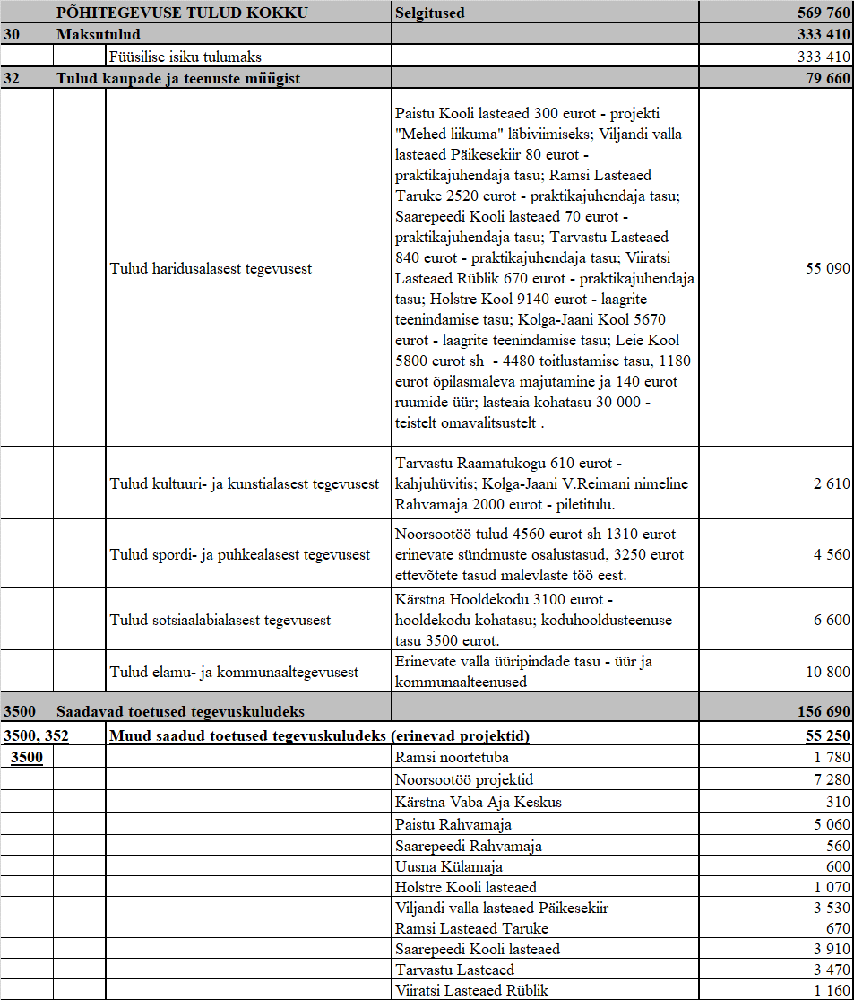 PÕHITEGEVUSE TULUD KOKKU Selgitused 569 760
30 Maksutulud 333 410
Füüsilise isiku tulumaks 333 410
32 Tulud kaupade ja teenuste müügist 79 660
Tulud haridusalasest tegevusest
Paistu Kooli lasteaed 300 eurot - projekti
"Mehed liikuma" läbiviimiseks; Viljandi valla
lasteaed Päikesekiir 80 eurot -
praktikajuhendaja tasu; Ramsi Lasteaed
Taruke 2520 eurot - praktikajuhendaja tasu;
Saarepeedi Kooli lasteaed 70 eurot -
praktikajuhendaja tasu; Tarvastu Lasteaed
840 eurot - praktikajuhendaja tasu; Viiratsi
Lasteaed Rüblik 670 eurot - praktikajuhendaja
tasu; Holstre Kool 9140 eurot - laagrite
teenindamise tasu; Kolga-Jaani Kool 5670
eurot - laagrite teenindamise tasu; Leie Kool
5800 eurot sh  - 4480 toitlustamise tasu, 1180
eurot õpilasmaleva majutamine ja 140 eurot
ruumide üür; lasteaia kohatasu 30 000 -
teistelt omavalitsustelt .
55 090
Tulud kultuuri- ja kunstialasest tegevusest
Tarvastu Raamatukogu 610 eurot -
kahjuhüvitis; Kolga-Jaani V.Reimani nimeline
Rahvamaja 2000 eurot - piletitulu.
2 610
Tulud spordi- ja puhkealasest tegevusest
Noorsootöö tulud 4560 eurot sh 1310 eurot
erinevate sündmuste osalustasud, 3250 eurot
ettevõtete tasud malevlaste töö eest.
4 560
Tulud sotsiaalabialasest tegevusest
Kärstna Hooldekodu 3100 eurot -
hooldekodu kohatasu; koduhooldusteenuse
tasu 3500 eurot.
6 600
Tulud elamu- ja kommunaaltegevusest
Erinevate valla üüripindade tasu - üür ja
kommunaalteenused
10 800
3500 Saadavad toetused tegevuskuludeks 156 690
3500, 352 Muud saadud toetused tegevuskuludeks (erinevad projektid) 55 250
3500 Ramsi noortetuba 1 780
Noorsootöö projektid 7 280
Kärstna Vaba Aja Keskus 310
Paistu Rahvamaja 5 060
Saarepeedi Rahvamaja 560
Uusna Külamaja 600
Holstre Kooli lasteaed 1 070
Viljandi valla lasteaed Päikesekiir 3 530
Ramsi Lasteaed Taruke 670
Saarepeedi Kooli lasteaed 3 910
Tarvastu Lasteaed 3 470
Viiratsi Lasteaed Rüblik 1 160